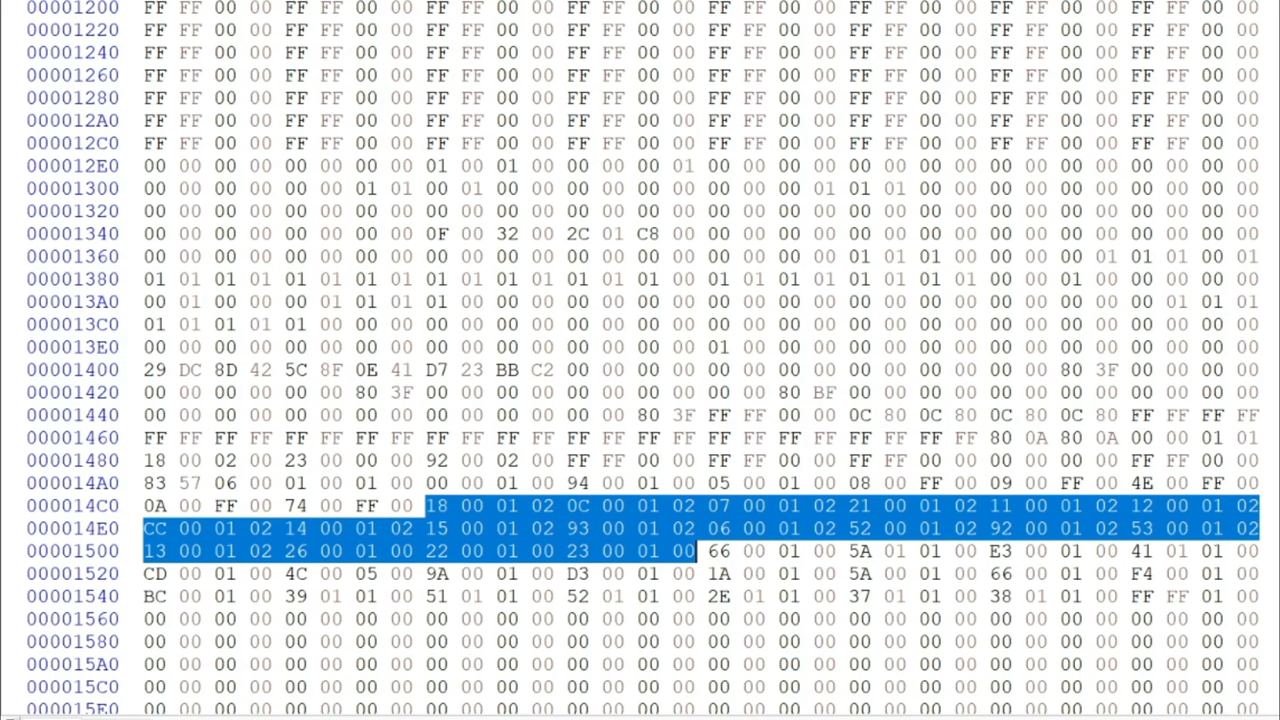 00001200 FF FF 00 00 FF FF 00 00 FF FF 00 00 FF FF 00 00 FF FF 00 00 FF FF 00 00 FF FF 00 00 FF FF 00 00
00001220 FF FF 00 00 FF FF 00 00 FF FF 00 00 FF FF 00 00 FF FF 00 00 FF FF 00 00 FF FF 00 00 FF FF 00 00
00001240 FF FF 00 00 FF FF 00 00 FF FF 00 00 FF FF 00 00 FF FF 00 00 FF FF 00 00 FF FF 00 00 FF FF 00 00
00001260 FF FF 00 00 FF FF 00 00 FF FF 00 00 FF FF 00 00 FF FF 00 00 FF FF 00 00 FF FF 00 00 FF FF 00 00
00001280 FF FF 00 00 FF FF 00 00 FF FF 00 00 FF FF 00 00 FF FF 00 00 FF FF 00 00 FF FF 00 00 FF FF 00 00
000012A0 FF FF 00 00 FF FF 00 00 FF FF 00 00 FF FF 00 00 FF FF 00 00 FF FF 00 00 FF FF 00 00 FF FF 00 00
000012C0 FF FF 00 00 FF FF 00 00 FF FF 00 00 FF FF 00 00 FF FF 00 00 FF FF 00 00 FF FF 00 00 FF FF 00 00
000012E0 00 00 00 00 00 00 00 00 01 00 01 00 00 00 00 01 00 00 00 00 00 00 00 00 00 00 00 00 00 00 00 00
00001300 00 00 00 00 00 00 01 01 00 01 00 00 00 00 00 00 00 00 00 01 01 01 00 00 00 00 00 00 00 00 00 00
00001320 00 00 00 00 00 00 00 00 00 00 00 00 00 00 00 00 00 00 00 00 00 00 00 00 00 00 00 00 00 00 00 00
00001340 00 00 00 00 00 00 00 00 0F 00 32 00 2C 01 C8 00 00 00 00 00 00 00 00 00 00 00 00 00 00 00 00 00
00001360 00 00 00 00 00 00 00 00 00 00 00 00 00 00 00 00 00 00 00 00 01 01 01 00 00 00 00 01 01 01 00 01
00001380 01 01 01 01 01 01 01 01 01 01 01 01 01 01 01 00 01 01 01 01 01 01 01 01 00 00 01 00 00 00 00 00
000013A0 00 01 00 00 00 01 01 01 01 00 00 00 00 00 00 00 00 00 00 00 00 00 00 00 00 00 00 00 00 01 01 01
000013C0 01 01 01 01 01 00 00 00 00 00 00 00 00 00 00 00 00 00 00 00 00 00 00 00 00 00 00 00 00 00 00 00
000013E0 00 00 00 00 00 00 00 00 00 00 00 00 00 00 00 00 01 00 00 00 00 00 00 00 00 00 00 00 00 00 00 00
00001400 29 DC 8D 42 5C 8F 0E 41 D7 23 BB C2 00 00 00 00 00 00 00 00 00 00 00 00 00 00 80 3F 00 00 00 00
00001420 00 00 00 00 00 00 80 3F 00 00 00 00 00 00 00 00 00 00 80 BF 00 00 00 00 00 00 00 00 00 00 00 00
00001440 00 00 00 00 00 00 00 00 00 00 00 00 00 00 80 3F FF FF 00 00 0C 80 0C 80 0C 80 0C 80 FF FF FF FF
00001460 FF FF FF FF FF FF FF FF FF FF FF FF FF FF FF FF FF FF FF FF FF FF FF FF 80 0A 80 0A 00 00 01 01
00001480 18 00 02 00 23 00 00 00 92 00 02 00 FF FF 00 00 FF FF 00 00 FF FF 00 00 00 00 00 00 FF FF 00 00
000014A0 83 57 06 00 01 00 01 00 00 00 01 00 94 00 01 00 05 00 01 00 08 00 FF 00 09 00 FF 00 4E 00 FF 00
000014C0 0A 00 FF 00 74 00 FF 00 18 00 01 02 0C 00 01 02 07 00 01 02 21 00 01 02 11 00 01 02 12 00 01 02
000014E0 CC 00 01 02 14 00 01 02 15 00 01 02 93 00 01 02 06 00 01 02 52 00 01 02 92 00 01 02 53 00 01 02
00001500 13 00 01 02 26 00 01 00 22 00 01 00 23 00 01 00 66 00 01 00 5A 01 01 00 E3 00 01 00 41 01 01 00
00001520 CD 00 01 00 4C 00 05 00 9A 00 01 00 D3 00 01 00 1A 00 01 00 5A 00 01 00 66 00 01 00 F4 00 01 00
00001540 BC 00 01 00 39 01 01 00 51 01 01 00 52 01 01 00 2E 01 01 00 37 01 01 00 38 01 01 00 FF FF 01 00
00001560 00 00 00 00 00 00 00 00 00 00 00 00 00 00 00 00 00 00 00 00 00 00 00 00 00 00 00 00 00 00 00 00
00001580 00 00 00 00 00 00 00 00 00 00 00 00 00 00 00 00 00 00 00 00 00 00 00 00 00 00 00 00 00 00 00 00
000015A0 00 00 00 00 00 00 00 00 00 00 00 00 00 00 00 00 00 00 00 00 00 00 00 00 00 00 00 00 00 00 00 00
000015C0 00 00 00 00 00 00 00 00 00 00 00 00 00 00 00 00 00 00 00 00 00 00 00 00 00 00 00 00 00 00 00 00
000015E0 00 00 00 00 00 00 00 00 00 00 00 00 00 00 00 00 00 00 00 00 00 00 00 00 00 00 00 00 00 00 00 00